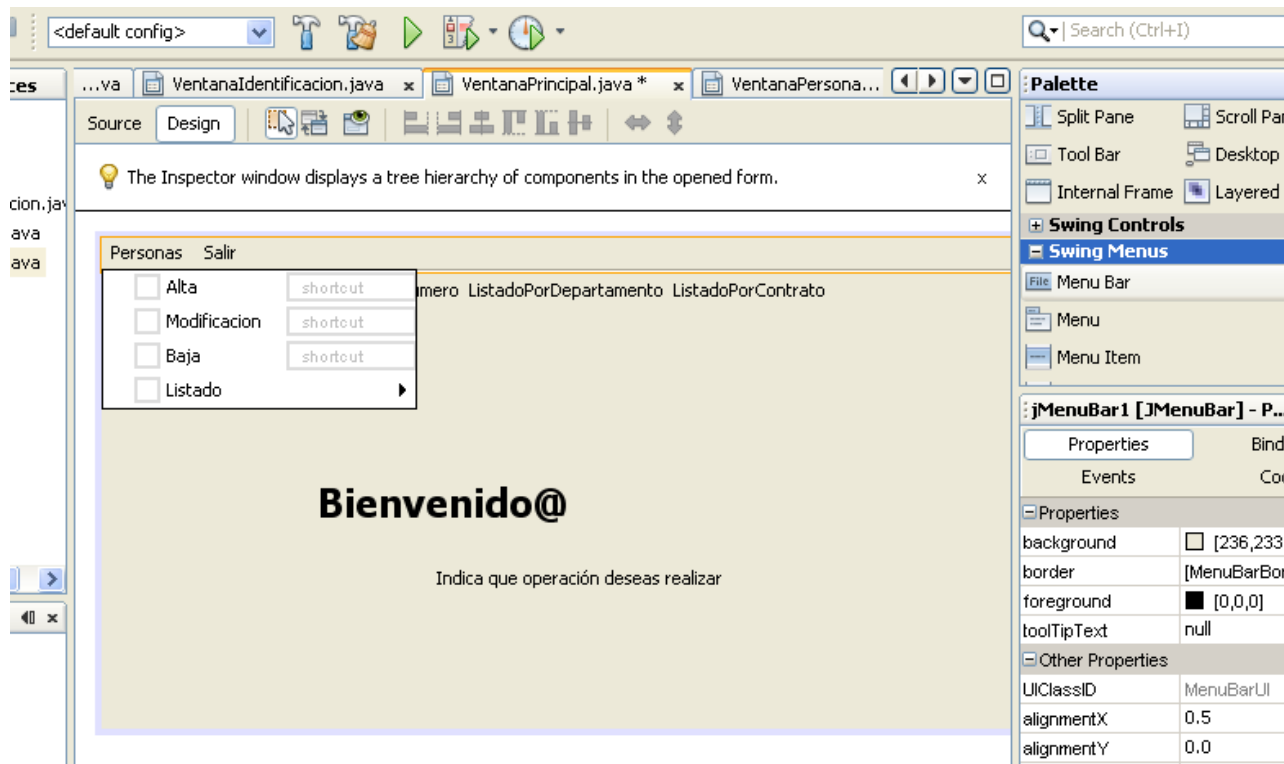 <default config>
Search (Ctrl+I)
...va VentanaIdentificacion.java x VentanaPrincipal.java * x VentanaPersona...
Source Design
The Inspector window displays a tree hierarchy of components in the opened form. x
ava
ava
Personas Salir
Alta shortcut
Modificacion shortcut
Baja shortcut
Listado
ListadoPorDepartamento ListadoPorContrato
Bienvenido@
Indica que operación deseas realizar
Palette
Split Pane Scroll Par
Tool Bar Desktop
Internal Frame Layered
Swing Controls
Swing Menus
File Menu Bar
Menu
Menu Item
jMenuBar1 [JMenuBar] - P...
Properties Bind
Events Co
Properties
background [236,233
border [MenuBarBor
foreground [0,0,0]
toolTipText null
Other Properties
UIClassID MenuBarUI
alignmentX 0.5
alignmentY 0.0